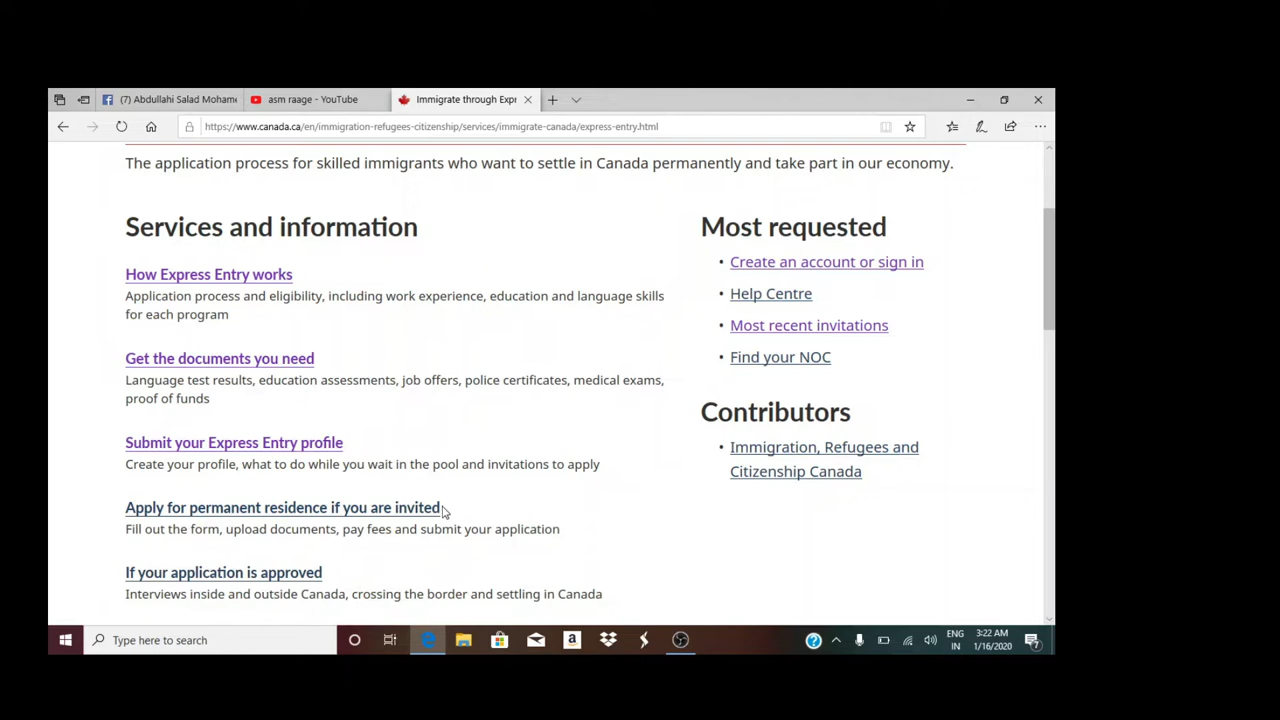 (7) Abdullahi Salad Mohame
asm raage - YouTube
Immigrate through Expr
https://www.canada.ca/en/immigration-refugees-citizenship/services/immigrate-canada/express-entry.html
The application process for skilled immigrants who want to settle in Canada permanently and take part in our economy.
Services and information
How Express Entry works
Application process and eligibility, including work experience, education and language skills
for each program
Get the documents you need
Language test results, education assessments, job offers, police certificates, medical exams,
proof of funds
Submit your Express Entry profile
Create your profile, what to do while you wait in the pool and invitations to apply
Apply for permanent residence if you are invited
Fill out the form, upload documents, pay fees and submit your application
If your application is approved
Interviews inside and outside Canada, crossing the border and settling in Canada
Most requested
• Create an account or sign in
• Help Centre
• Most recent invitations
• Find your NOC
Contributors
• Immigration, Refugees and
Citizenship Canada
Type here to search
ENG
IN
3:22 AM
1/16/2020
7